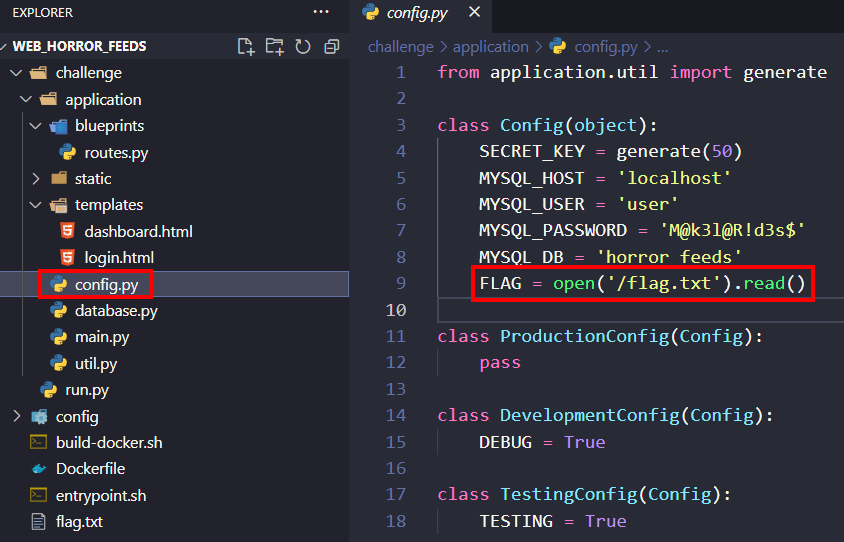 EXPLORER
WEB_HORROR_FEEDS
challenge
application
blueprints
routes.py
static
templates
dashboard.html
login.html
config.py
database.py
main.py
util.py
run.py
config
build-docker.sh
Dockerfile
entrypoint.sh
flag.txt
config.py
challenge > application > config.py > ...
1 from application.util import generate
2
3 class Config(object):
4 SECRET_KEY = generate(50)
5 MYSQL_HOST = 'localhost'
6 MYSQL_USER = 'user'
7 MYSQL_PASSWORD = 'M@k3l@R!d3s$'
8 MYSQL_DB = 'horror_feeds'
9 FLAG = open('/flag.txt').read()
10
11 class ProductionConfig(Config):
12 pass
13
14 class DevelopmentConfig(Config):
15 DEBUG = True
16
17 class TestingConfig(Config):
18 TESTING = True